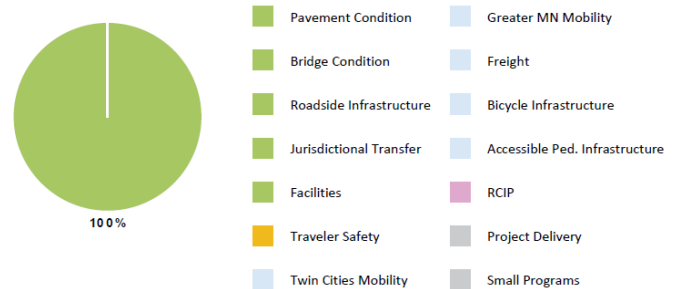 100%
Pavement Condition
Bridge Condition
Roadside Infrastructure
Jurisdictional Transfer
Facilities
Traveler Safety
Twin Cities Mobility
Greater MN Mobility
Freight
Bicycle Infrastructure
Accessible Ped. Infrastructure
RCIP
Project Delivery
Small Programs